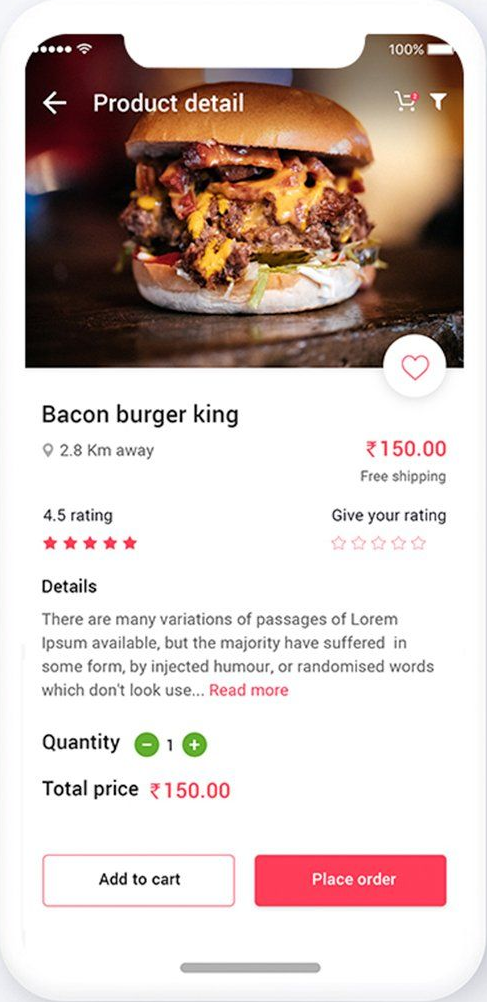 100%
Product detail
Bacon burger king
2.8 Km away
₹150.00
Free shipping
4.5 rating
Give your rating
Details
There are many variations of passages of Lorem
Ipsum available, but the majority have suffered in
some form, by injected humour, or randomised words
which don't look use... Read more
Quantity − 1 +
Total price ₹150.00
Add to cart
Place order